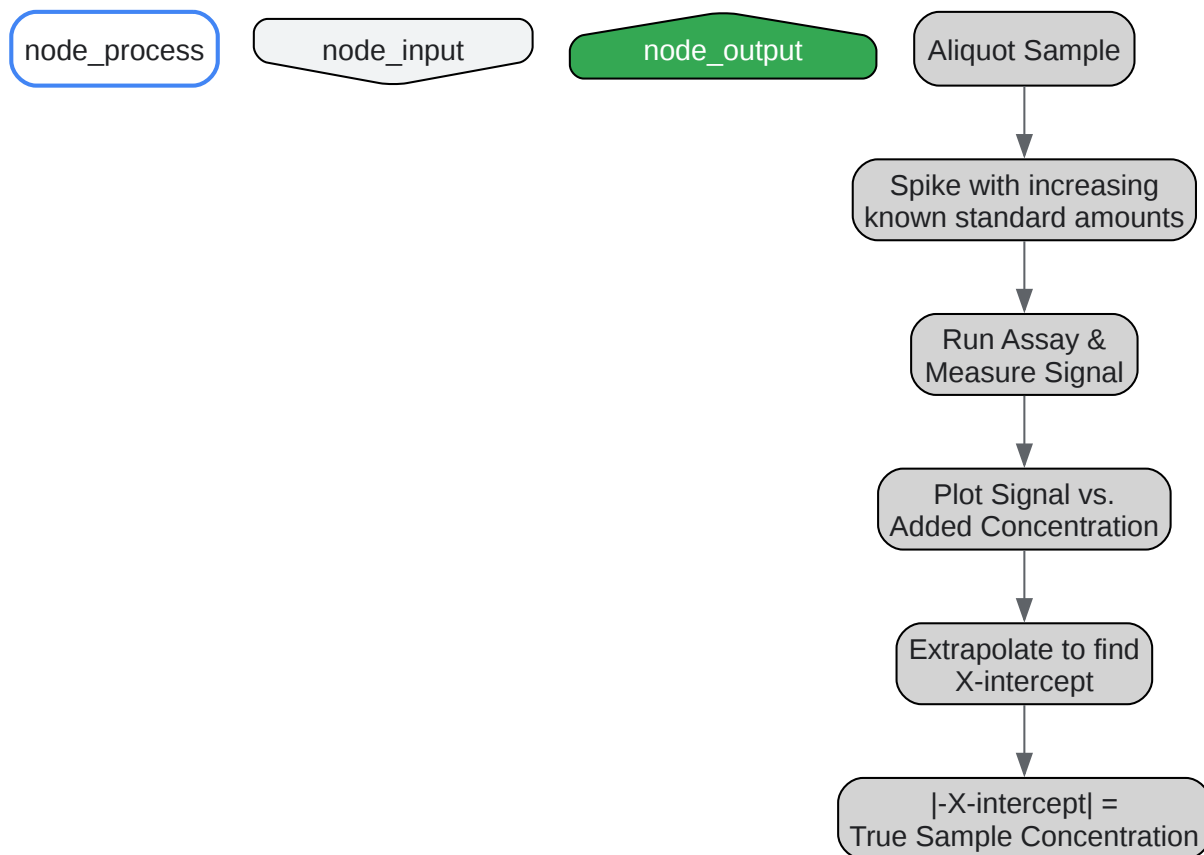 node_process
node_input
node_output
Aliquot Sample
Spike with increasing
known standard amounts
Run Assay &
Measure Signal
Plot Signal vs.
Added Concentration
Extrapolate to find
X-intercept
|-X-intercept| =
True Sample Concentration